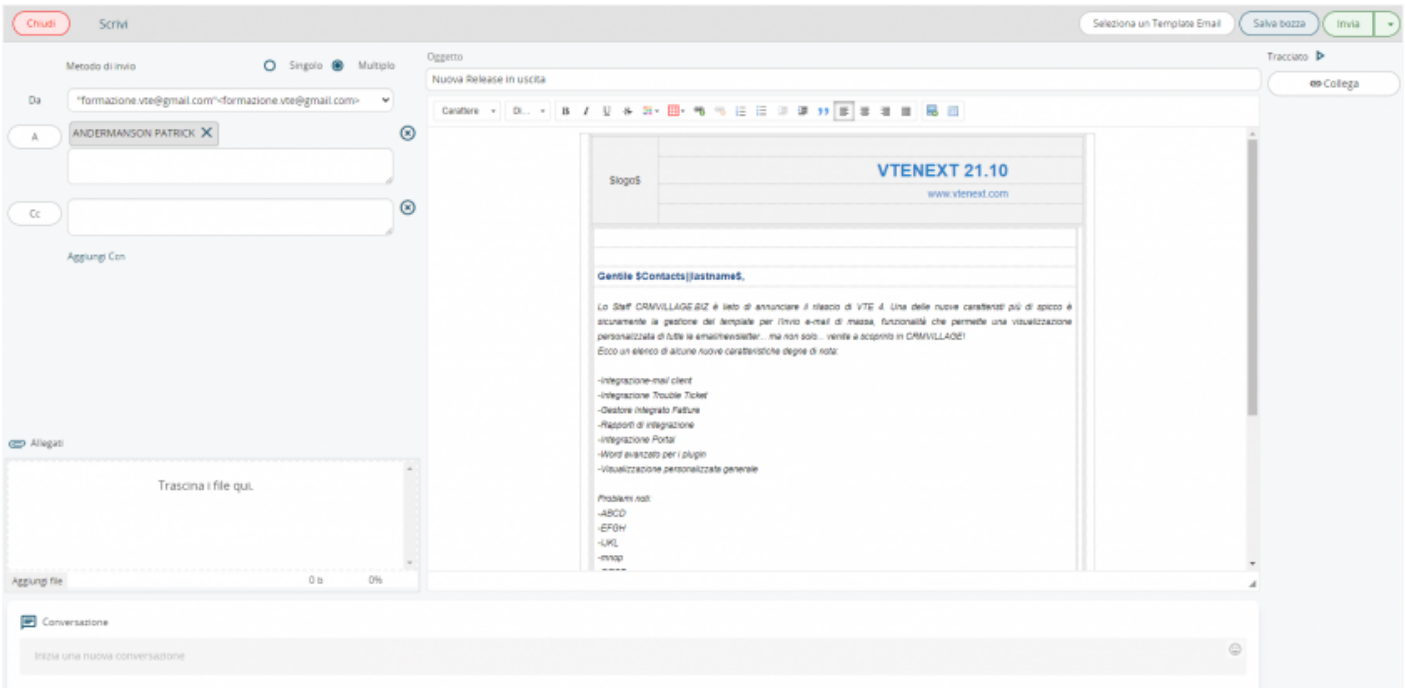 Chiudi
Scrivi
Seleziona un Template Email
Salva bozza
Invia
Metodo di invio
Singolo
Multiplo
Da
"formazione.vte@gmail.com"<formazione.vte@gmail.com>
A
ANDERMANSON PATRICK
Cc
Aggiungi Ccn
Allegati
Trascina i file qui.
Aggiungi file
0 b
0%
Oggetto
Nuova Release in uscita
Carattere
Di...
B I U S
$logo$
VTENEXT 21.10
www.vtenext.com
Gentile $Contacts||lastname$,
Lo Staff CRMVILLAGE.BIZ è lieto di annunciare il rilascio di VTE 4. Una delle nuove caratteristi più di spicco è
sicuramente la gestione del template per l'invio e-mail di massa, funzionalità che permette una visualizzazione
personalizzata di tutte le email/newsletter... ma non solo... venite a scoprirlo in CRMVILLAGE!
Ecco un elenco di alcune nuove caratteristiche degne di nota:
-Integrazione-mail client
-Integrazione Trouble Ticket
-Gestore Integrato Fatture
-Rapporti di integrazione
-Integrazione Portal
-Word avanzato per i plugin
-Visualizzazione personalizzata generale
Problemi noti:
-ABCD
-EFGH
-IJKL
-mnop
Tracciato
Collega
Conversazione
Inizia una nuova conversazione